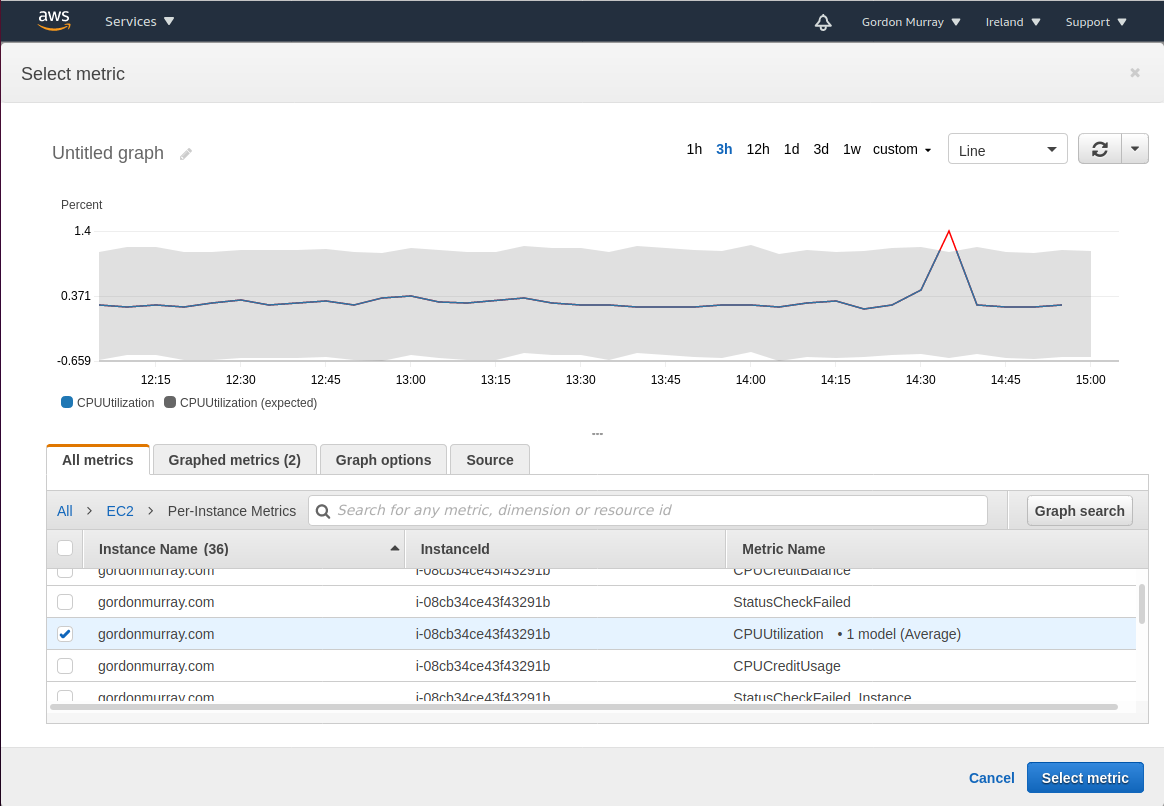 aws Services Gordon Murray Ireland Support
Select metric ×
Untitled graph 1h 3h 12h 1d 3d 1w custom Line
Percent
1.4
0.371
-0.659
12:15 12:30 12:45 13:00 13:15 13:30 13:45 14:00 14:15 14:30 14:45 15:00
CPUUtilization CPUUtilization (expected)
All metrics Graphed metrics (2) Graph options Source
All > EC2 > Per-Instance Metrics Search for any metric, dimension or resource id Graph search
Instance Name (36) InstanceId Metric Name
gordonmurray.com i-08cb34ce43f43291b CPUCreditBalance
gordonmurray.com i-08cb34ce43f43291b StatusCheckFailed
gordonmurray.com i-08cb34ce43f43291b CPUUtilization • 1 model (Average)
gordonmurray.com i-08cb34ce43f43291b CPUCreditUsage
gordonmurray.com i-08cb34ce43f43291b StatusCheckFailed_Instance
Cancel Select metric